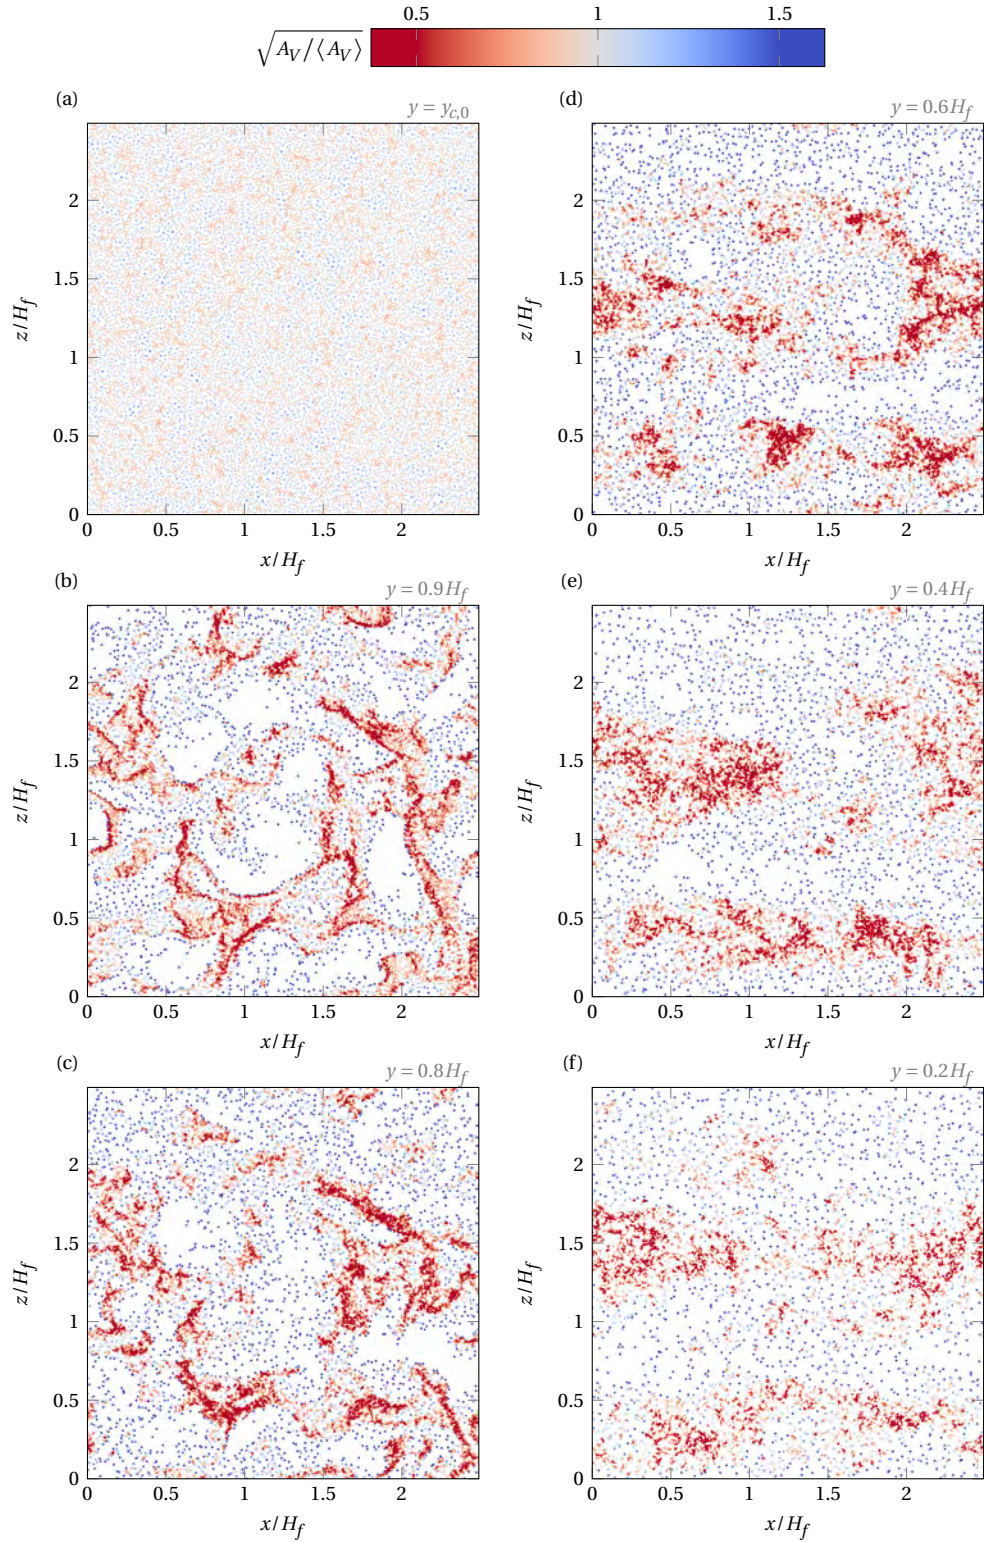 0.5 1 1.5
√A_V/⟨A_V⟩
(a) y = y_{c,0}
2
1.5
z/H_f
1
0.5
0
0 0.5 1 1.5 2
x/H_f
(b) y = 0.9H_f
2
1.5
z/H_f
1
0.5
0
0 0.5 1 1.5 2
x/H_f
(c) y = 0.8H_f
2
1.5
z/H_f
1
0.5
0
0 0.5 1 1.5 2
x/H_f
(d) y = 0.6H_f
2
1.5
z/H_f
1
0.5
0
0 0.5 1 1.5 2
x/H_f
(e) y = 0.4H_f
2
1.5
z/H_f
1
0.5
0
0 0.5 1 1.5 2
x/H_f
(f) y = 0.2H_f
2
1.5
z/H_f
1
0.5
0
0 0.5 1 1.5 2
x/H_f